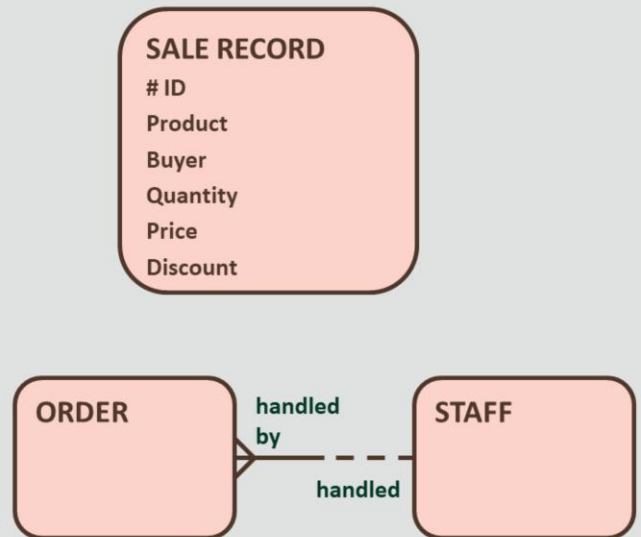 SALE RECORD
# ID
Product
Buyer
Quantity
Price
Discount
ORDER
handled
by
STAFF
handled